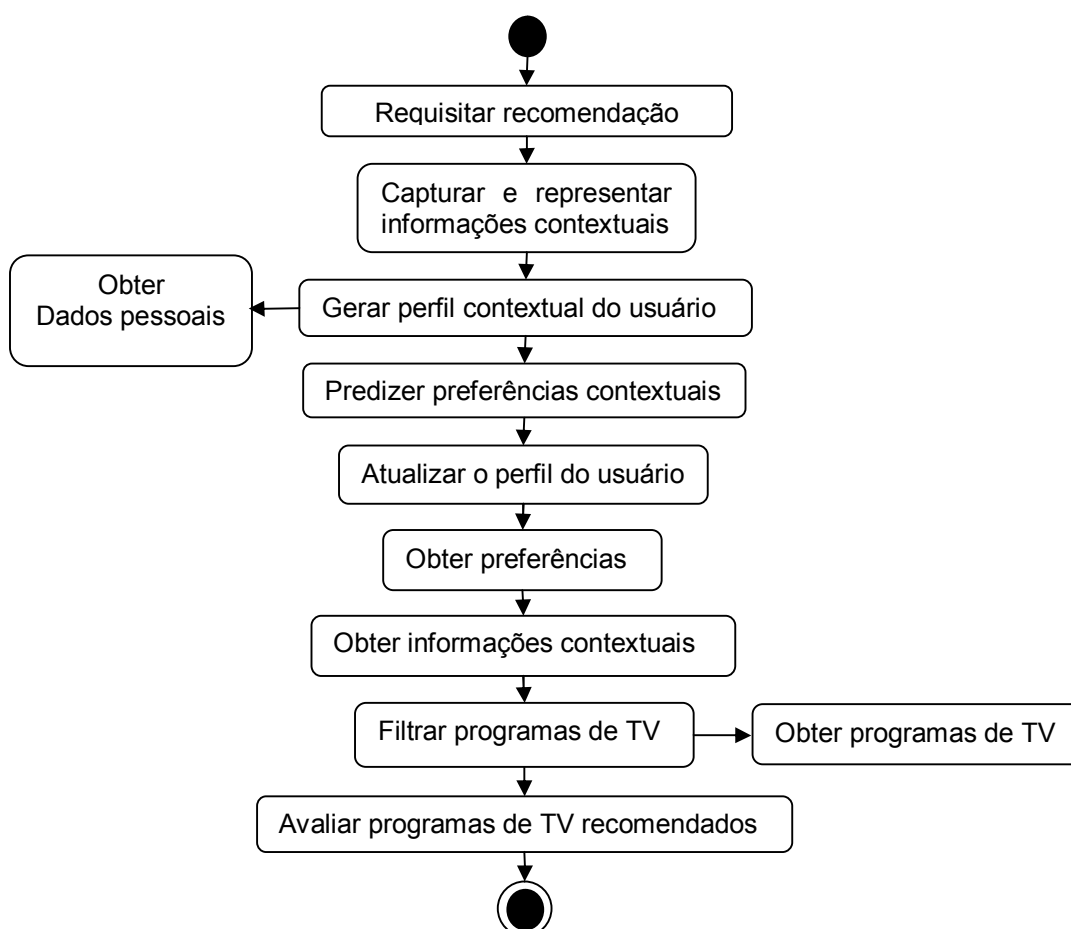 Requisitar recomendação
Capturar e representar
informações contextuais
Obter
Dados pessoais
Gerar perfil contextual do usuário
Predizer preferências contextuais
Atualizar o perfil do usuário
Obter preferências
Obter informações contextuais
Filtrar programas de TV
Obter programas de TV
Avaliar programas de TV recomendados